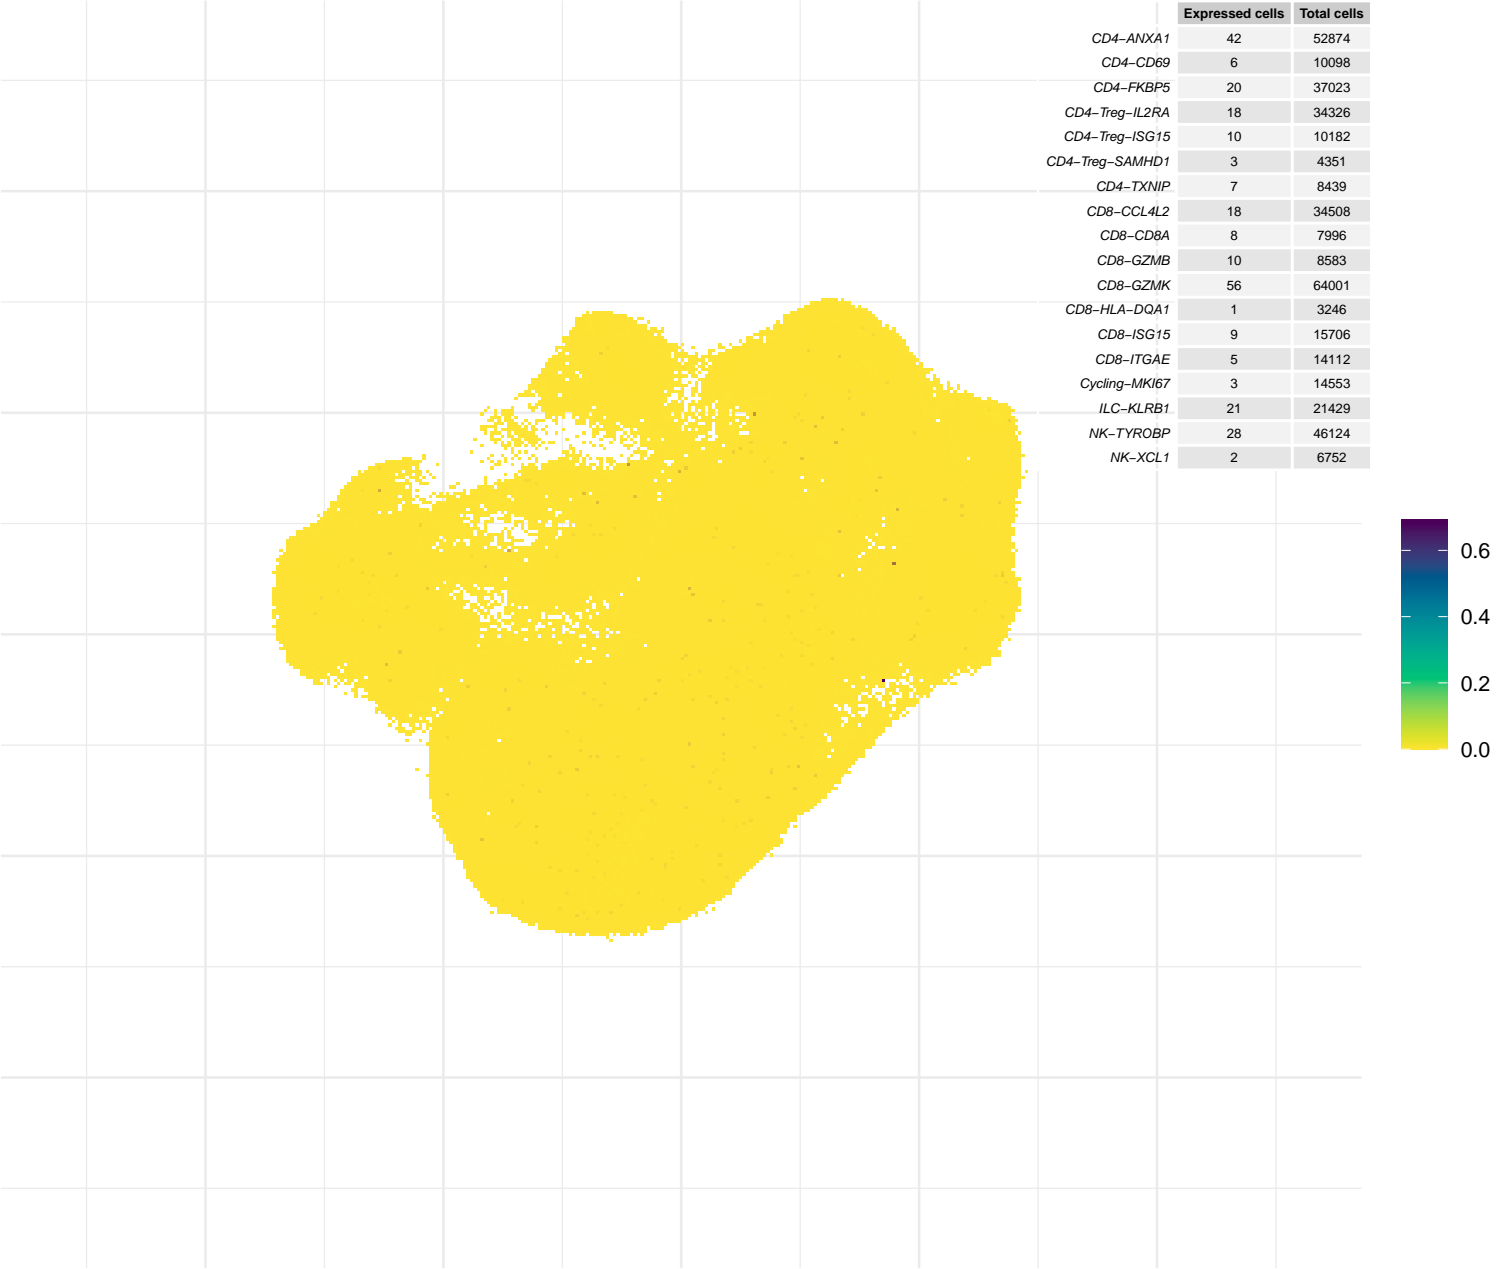 Expressed cells Total cells
CD4−ANXA1 42 52874
CD4−CD69 6 10098
CD4−FKBP5 20 37023
CD4−Treg−IL2RA 18 34326
CD4−Treg−ISG15 10 10182
CD4−Treg−SAMHD1 3 4351
CD4−TXNIP 7 8439
CD8−CCL4L2 18 34508
CD8−CD8A 8 7996
CD8−GZMB 10 8583
CD8−GZMK 56 64001
CD8−HLA−DQA1 1 3246
CD8−ISG15 9 15706
CD8−ITGAE 5 14112
Cycling−MKI67 3 14553
ILC−KLRB1 21 21429
NK−TYROBP 28 46124
NK−XCL1 2 6752
0.6
0.4
0.2
0.0